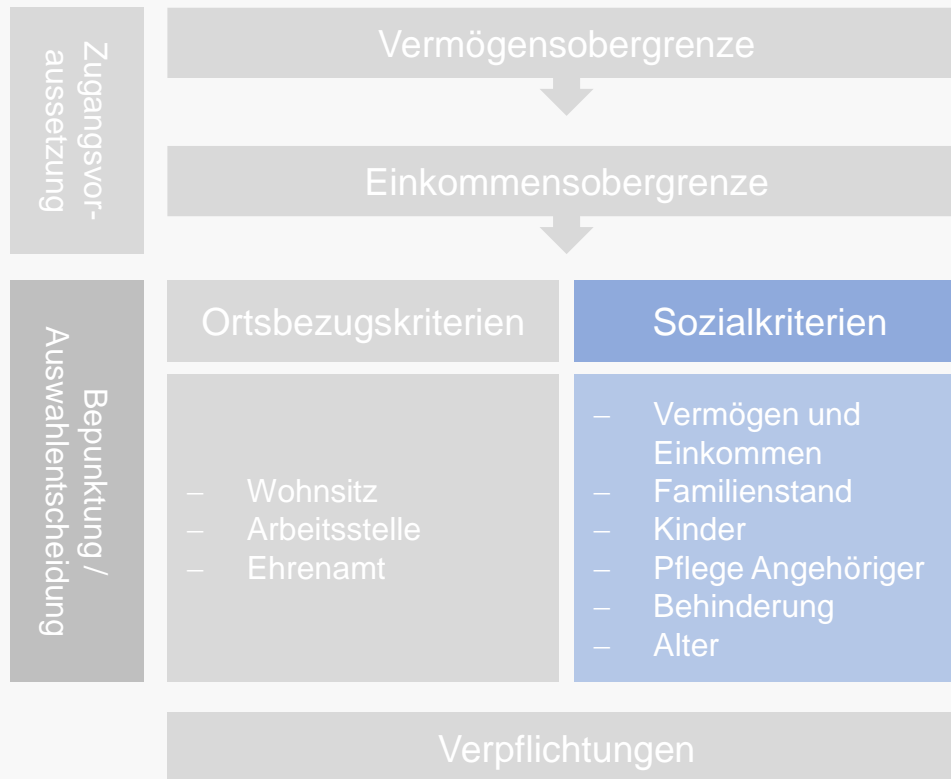 Zugangsvor-
aussetzung
Vermögensobergrenze
Einkommensobergrenze
Bepunktung /
Auswahlentscheidung
Ortsbezugskriterien
– Wohnsitz
– Arbeitsstelle
– Ehrenamt
Sozialkriterien
– Vermögen und
Einkommen
– Familienstand
– Kinder
– Pflege Angehöriger
– Behinderung
– Alter
Verpflichtungen